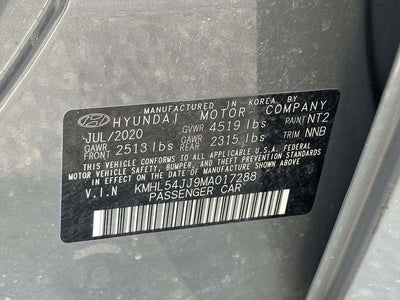 MANUFACTURED IN KOREA BY
HYUNDAI MOTOR COMPANY
JUL/2020 GVWR 4519 lbs PAINT NT2
GAWR FRONT 2513 lbs GAWR REAR 2315 lbs TRIM NNB
THIS VEHICLE CONFORMS TO ALL APPLICABLE U.S.A. FEDERAL
MOTOR VEHICLE SAFETY, BUMPER, AND THEFT PREVENTION
STANDARDS IN EFFECT ON THE DATE OF MANUFACTURE SHOWN ABOVE.
V.I.N KMHL54JJ9MA017288
PASSENGER CAR